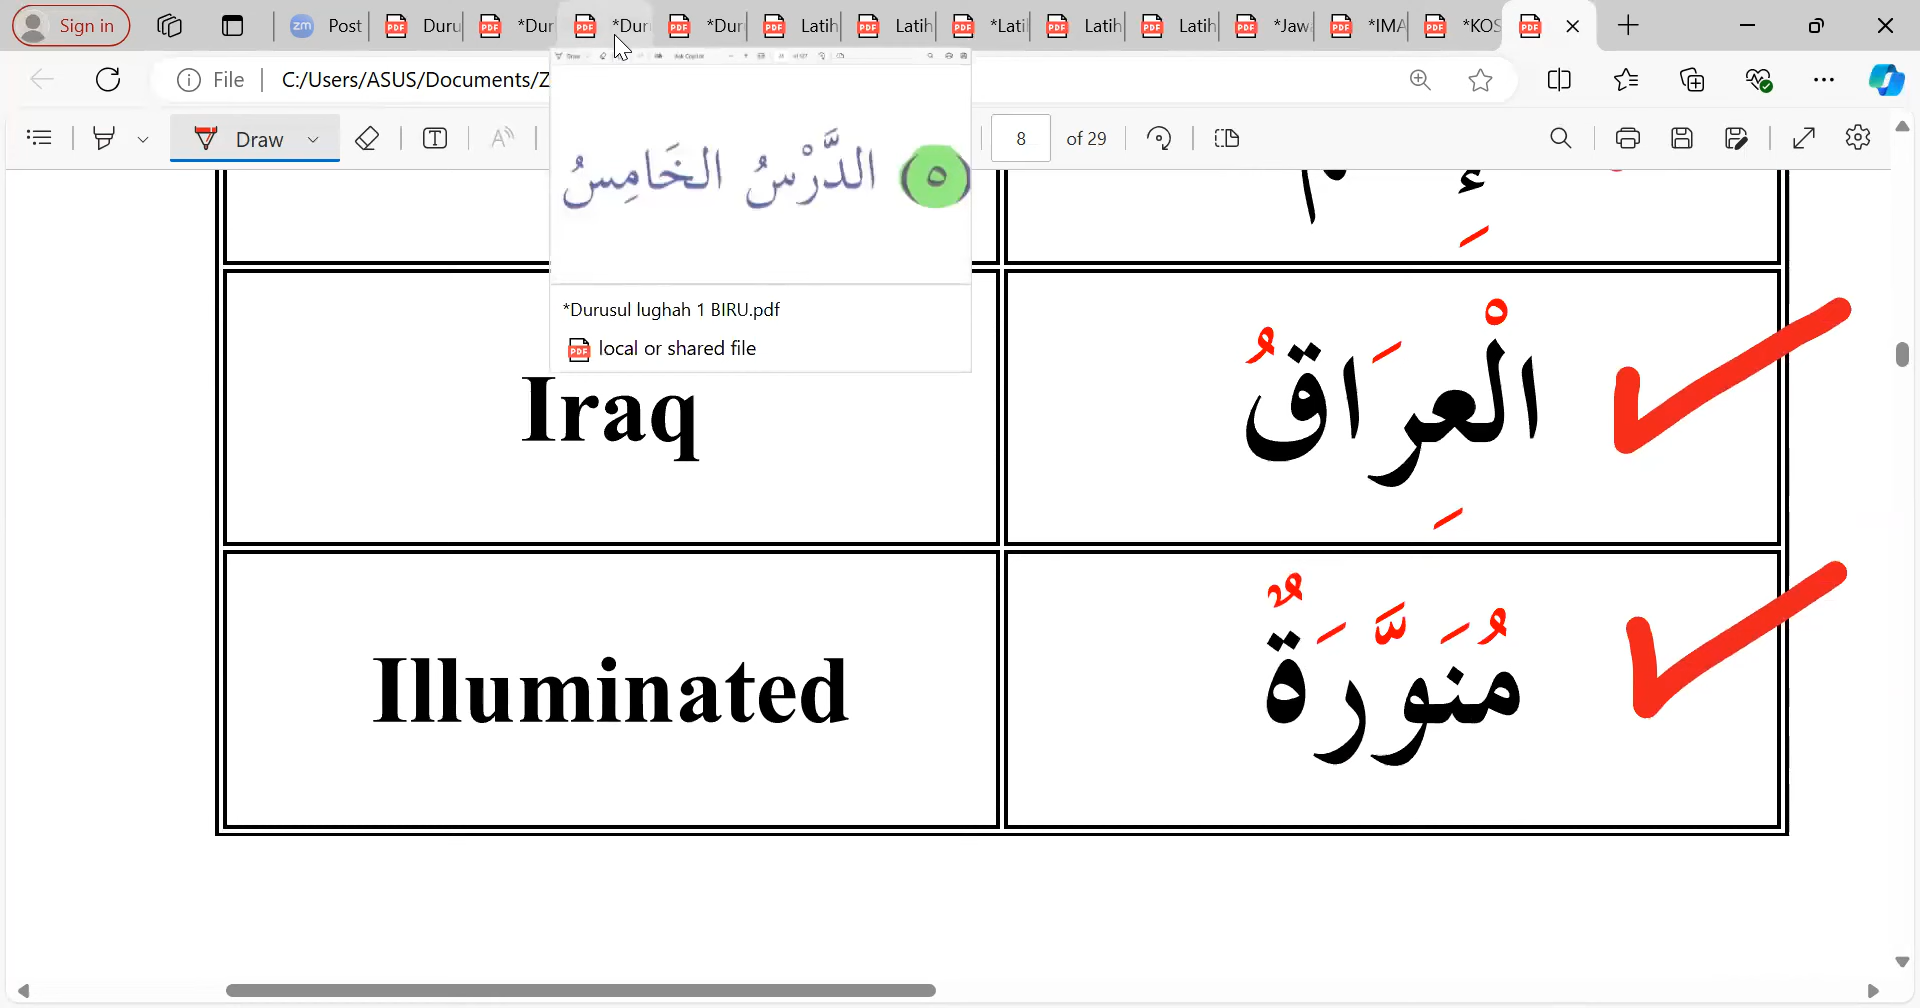 Sign in
zm Post
Duru
*Dur
*Dur
*Dur
Latih
Latih
*Lati
Latih
Latih
*Jaw
*IMA
*KOS
File C:/Users/ASUS/Documents/Z
Draw
8 of 29
(٥) الدَّرْسُ الخَامِسُ
*Durusul lughah 1 BIRU.pdf
local or shared file
Iraq
الْعِرَاقُ
Illuminated
مُنَوَّرَةٌ